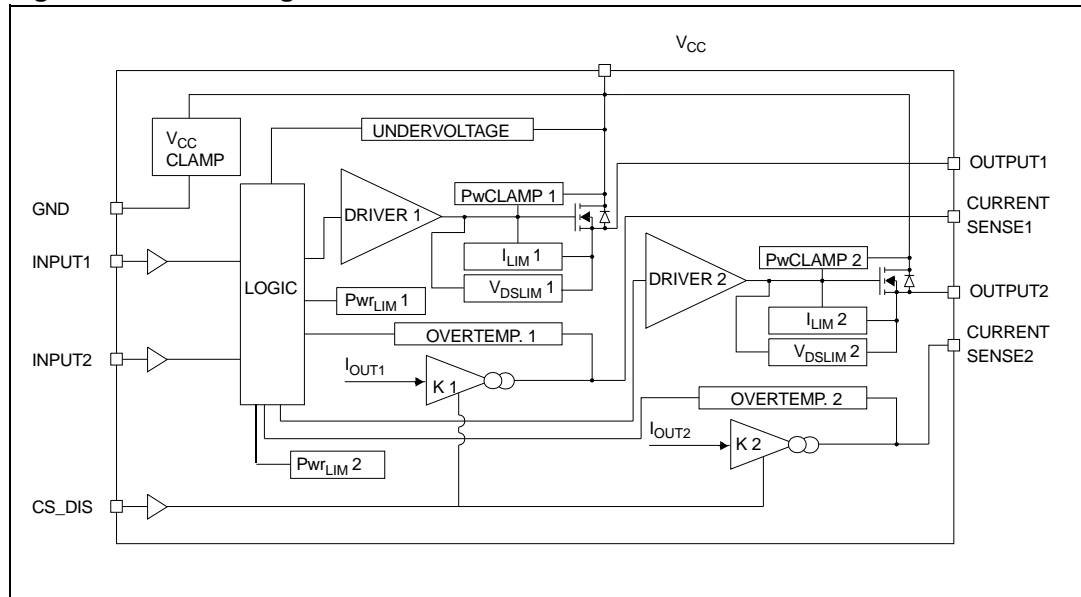 V_CC
V_CC
CLAMP
UNDERVOLTAGE
OUTPUT1
GND
PwCLAMP 1
DRIVER 1
CURRENT
SENSE1
INPUT1
LOGIC
I_LIM 1
V_DSLIM 1
DRIVER 2
PwCLAMP 2
Pwr_LIM 1
OUTPUT2
I_LIM 2
OVERTEMP. 1
V_DSLIM 2
CURRENT
SENSE2
INPUT2
I_OUT1
K 1
OVERTEMP. 2
I_OUT2
K 2
Pwr_LIM 2
CS_DIS